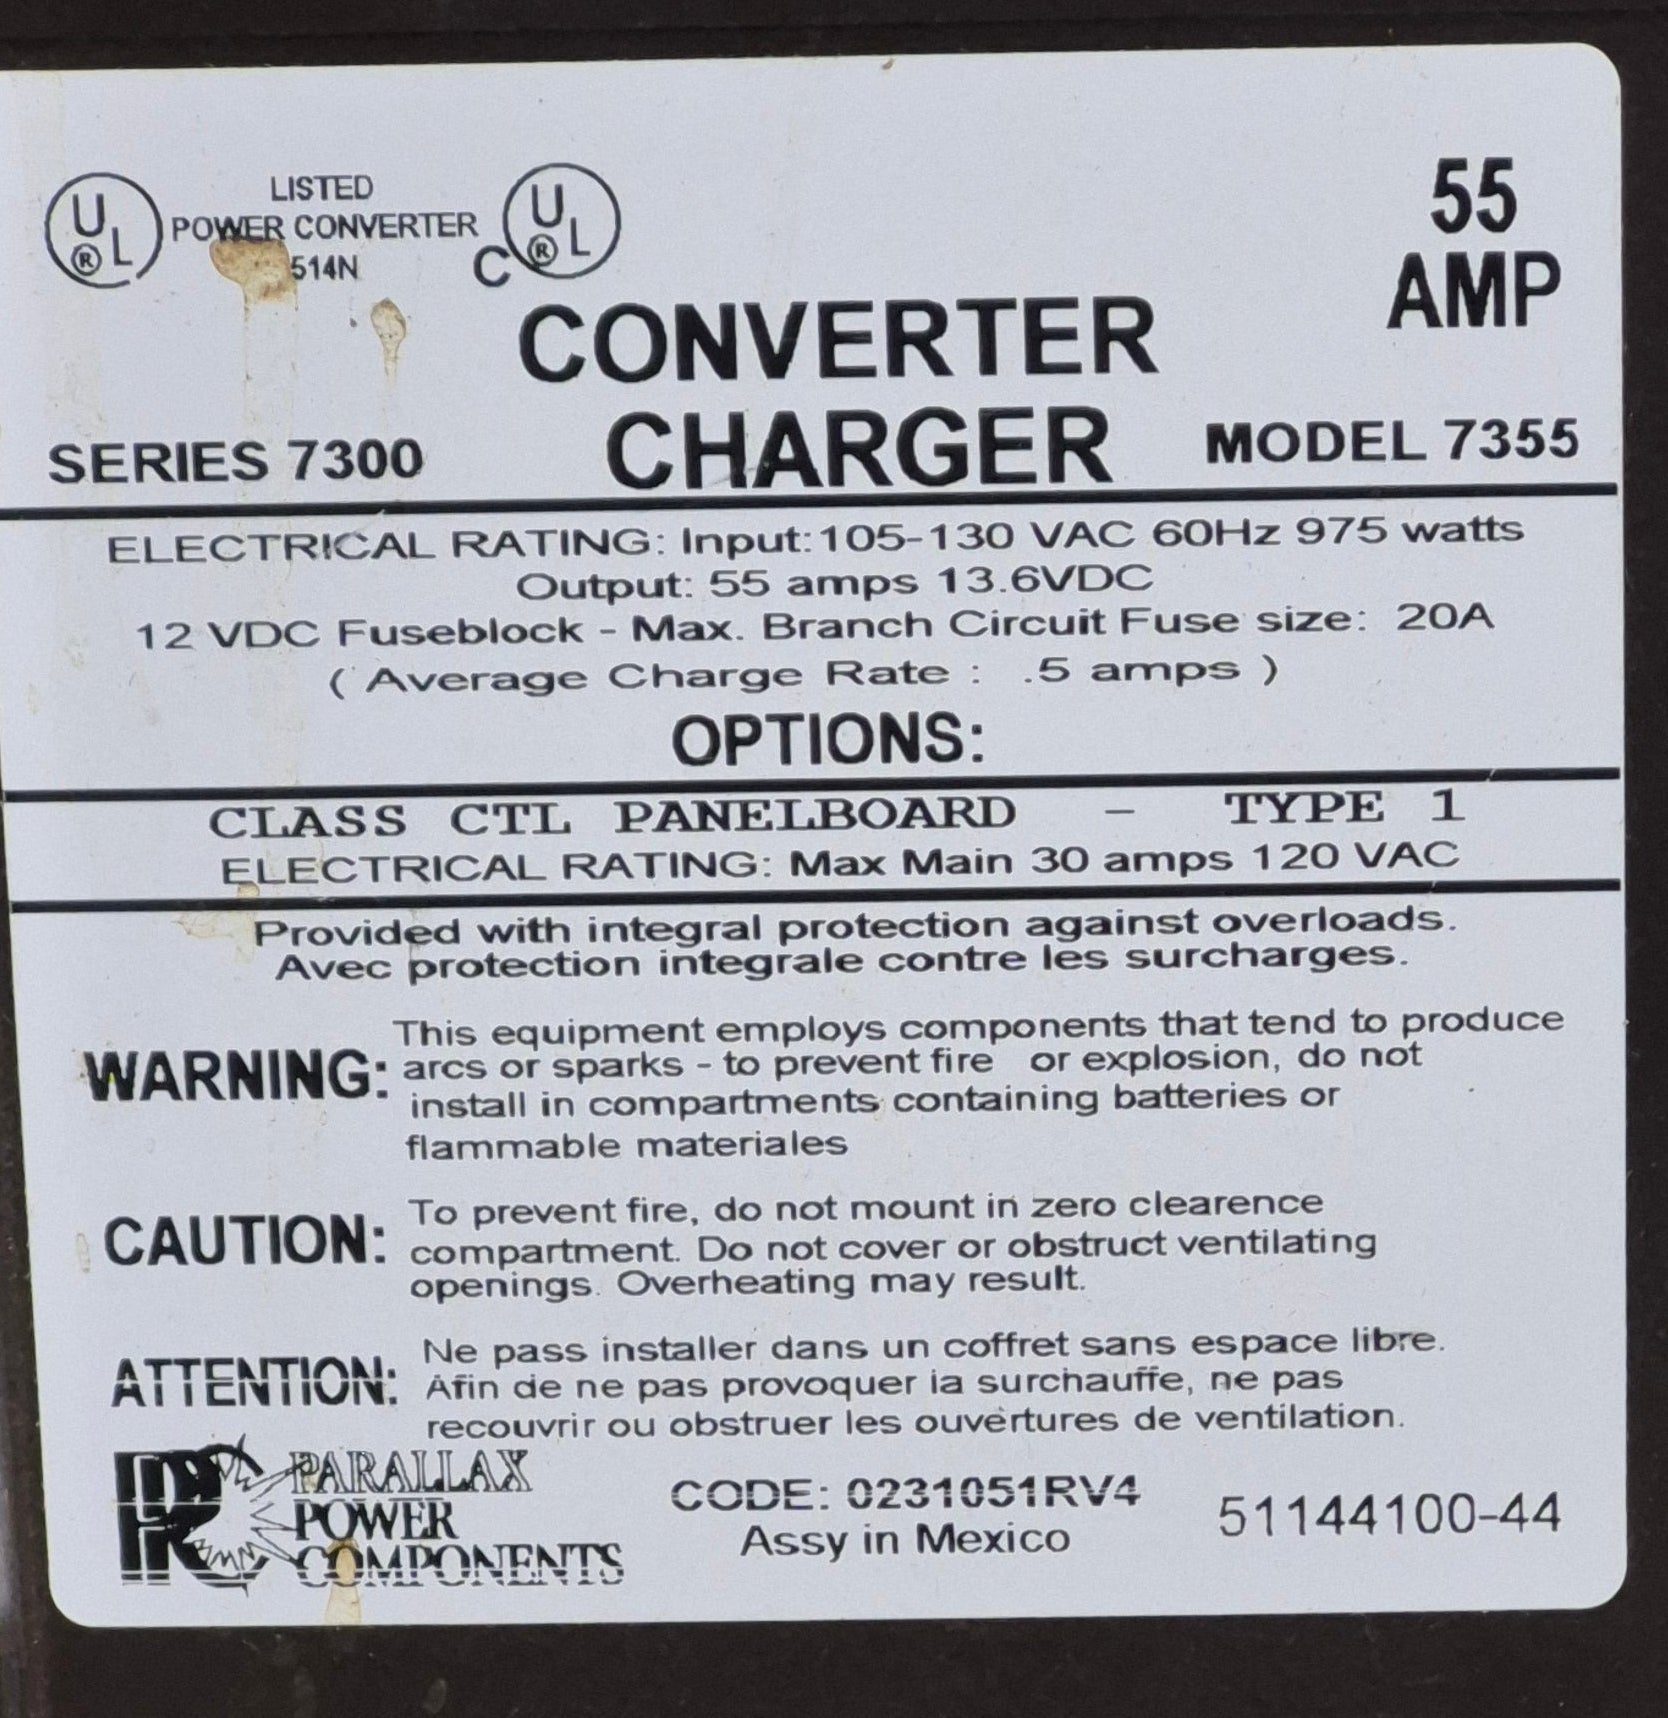 UL® LISTED
POWER CONVERTER
514N
C UL®
55
AMP
CONVERTER
CHARGER
SERIES 7300
MODEL 7355
ELECTRICAL RATING: Input:105-130 VAC 60Hz 975 watts
Output: 55 amps 13.6VDC
12 VDC Fuseblock - Max. Branch Circuit Fuse size: 20A
( Average Charge Rate : .5 amps )
OPTIONS:
CLASS CTL PANELBOARD - TYPE 1
ELECTRICAL RATING: Max Main 30 amps 120 VAC
Provided with integral protection against overloads.
Avec protection integrale contre les surcharges.
WARNING: This equipment employs components that tend to produce
arcs or sparks - to prevent fire or explosion, do not
install in compartments containing batteries or
flammable materiales
CAUTION: To prevent fire, do not mount in zero clearence
compartment. Do not cover or obstruct ventilating
openings. Overheating may result.
ATTENTION: Ne pass installer dans un coffret sans espace libre.
Afin de ne pas provoquer la surchauffe, ne pas
recouvrir ou obstruer les ouvertures de ventilation.
PARALLAX
POWER
COMPONENTS
CODE: 0231051RV4
Assy in Mexico
51144100-44